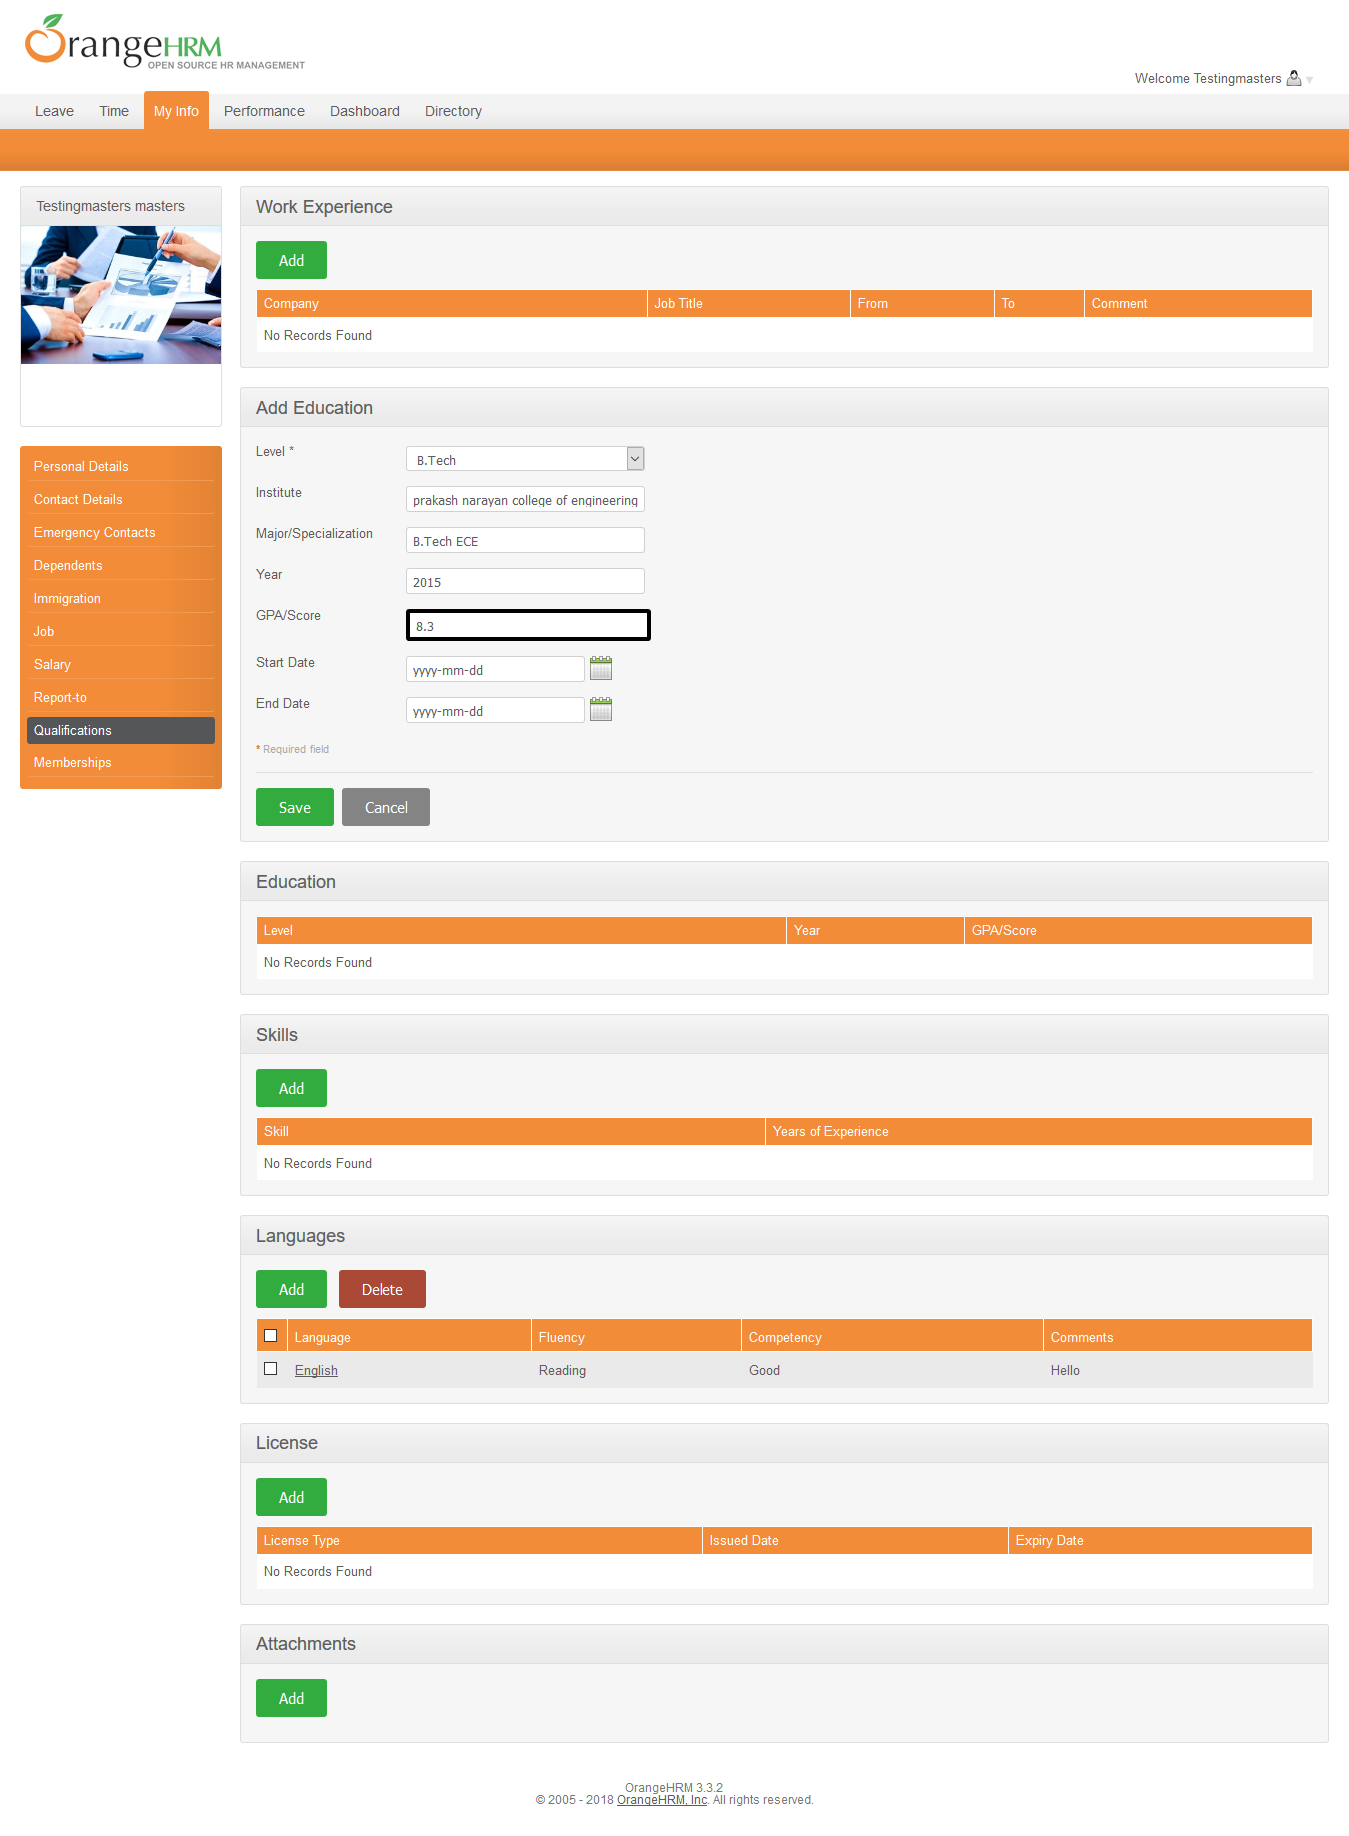 OrangeHRM
OPEN SOURCE HR MANAGEMENT
Welcome Testingmasters
Leave Time My Info Performance Dashboard Directory
Testingmasters masters
Personal Details
Contact Details
Emergency Contacts
Dependents
Immigration
Job
Salary
Report-to
Qualifications
Memberships
Work Experience
Add
Company Job Title From To Comment
No Records Found
Add Education
Level * B.Tech
Institute prakash narayan college of engineering
Major/Specialization B.Tech ECE
Year 2015
GPA/Score 8.3
Start Date yyyy-mm-dd
End Date yyyy-mm-dd
* Required field
Save Cancel
Education
Level Year GPA/Score
No Records Found
Skills
Add
Skill Years of Experience
No Records Found
Languages
Add Delete
Language Fluency Competency Comments
English Reading Good Hello
License
Add
License Type Issued Date Expiry Date
No Records Found
Attachments
Add
OrangeHRM 3.3.2
© 2005 - 2018 OrangeHRM, Inc. All rights reserved.